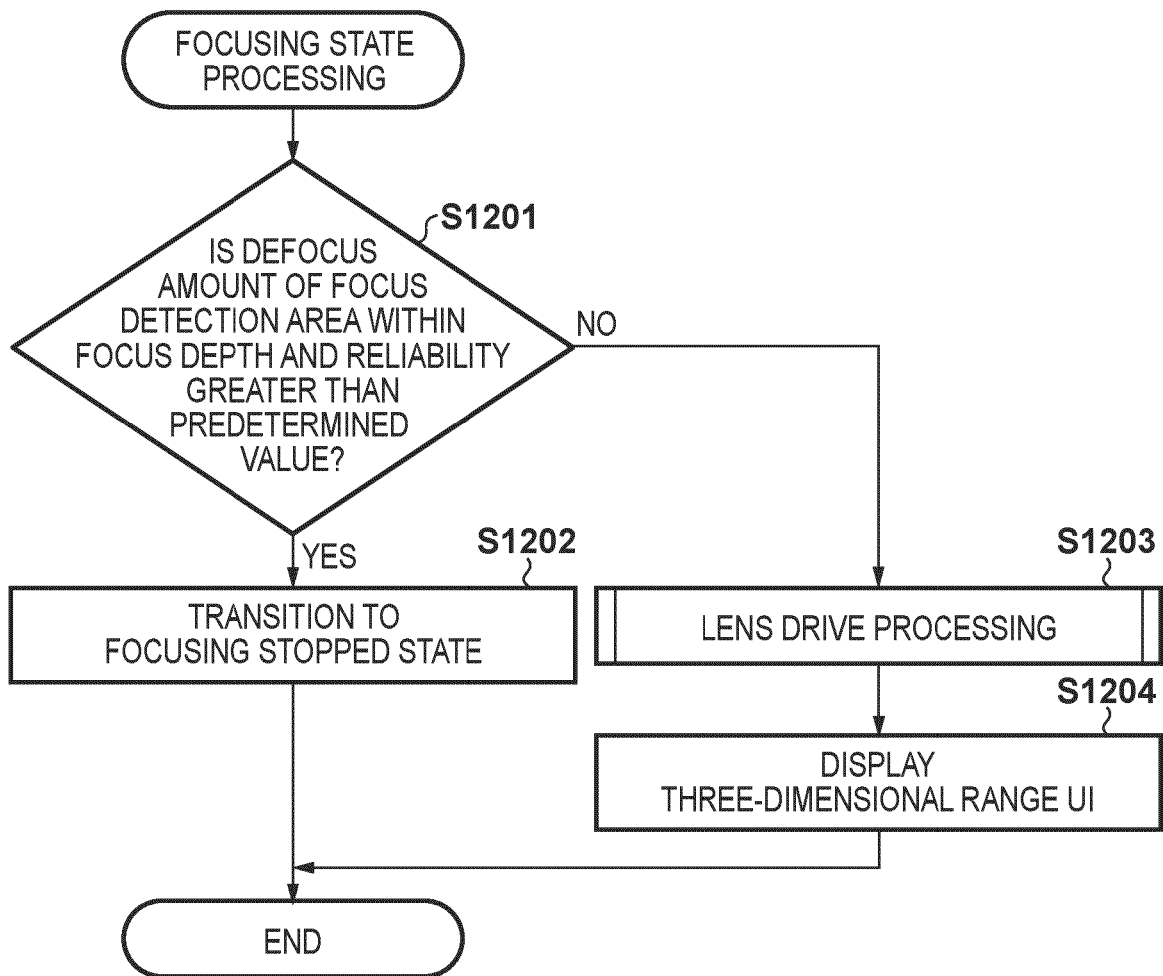 FOCUSING STATE
PROCESSING
S1201
IS DEFOCUS
AMOUNT OF FOCUS
DETECTION AREA WITHIN
FOCUS DEPTH AND RELIABILITY
GREATER THAN
PREDETERMINED
VALUE?
NO
YES
S1202
TRANSITION TO
FOCUSING STOPPED STATE
S1203
LENS DRIVE PROCESSING
S1204
DISPLAY
THREE-DIMENSIONAL RANGE UI
END